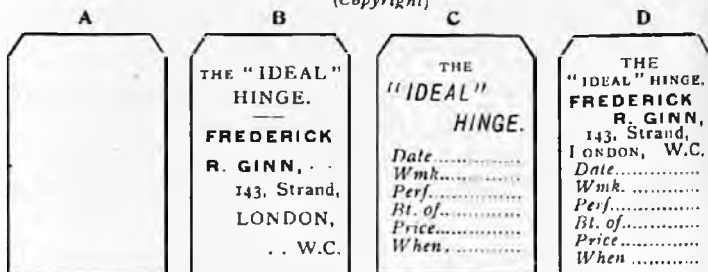 (Copyright)
A B C D
THE "IDEAL"
HINGE.
FREDERICK
R. GINN, . .
143, Strand,
LONDON,
. . W.C.
THE
"IDEAL"
HINGE.
Date..............
Wmk..............
Perf..............
Bt. of..............
Price..............
When..............
THE
"IDEAL" HINGE.
FREDERICK
R. GINN,
143, Strand,
LONDON, W.C.
Date..............
Wmk..............
Perf..............
Bt. of..............
Price..............
When..............